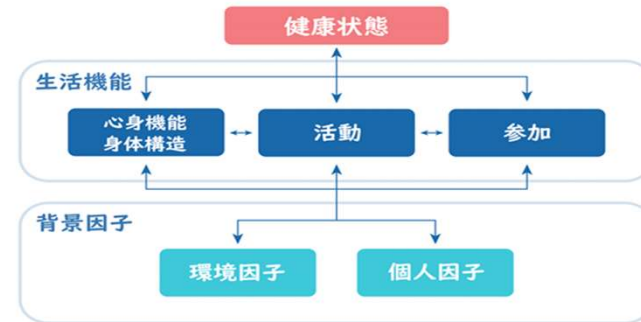 健康状態
生活機能
心身機能
身体構造
活動
参加
背景因子
環境因子
個人因子